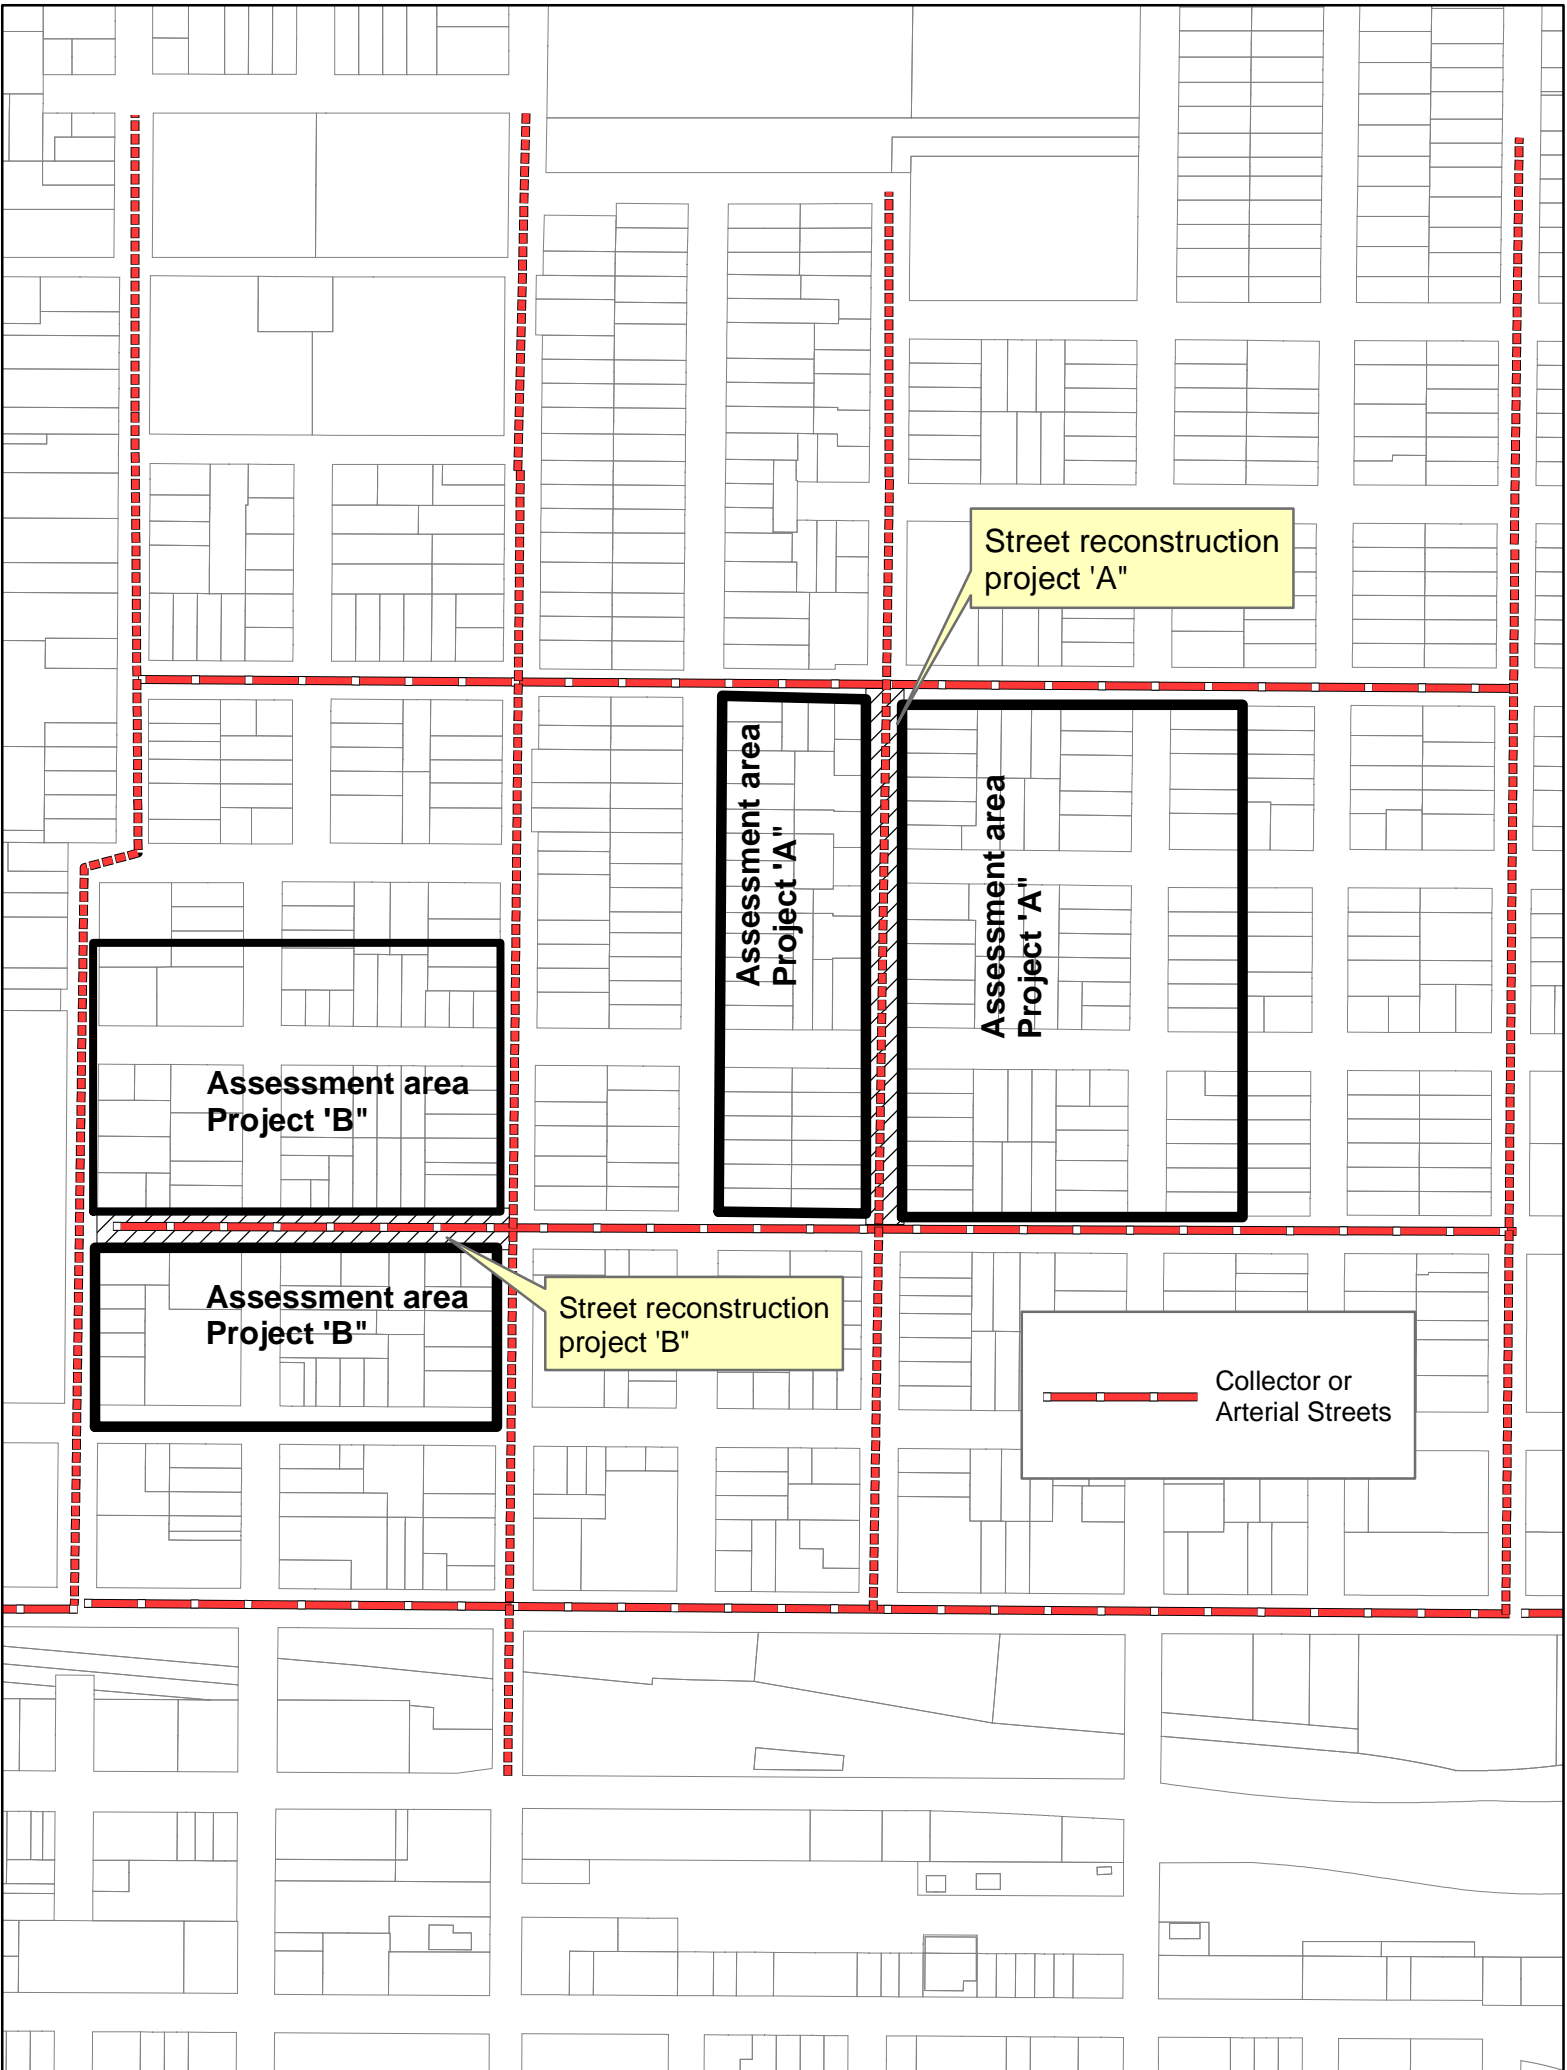 Street reconstruction
project 'A"
Assessment area
Project 'A"
Assessment area
Project 'A"
Assessment area
Project 'B"
Assessment area
Project 'B"
Street reconstruction
project 'B"
Collector or
Arterial Streets